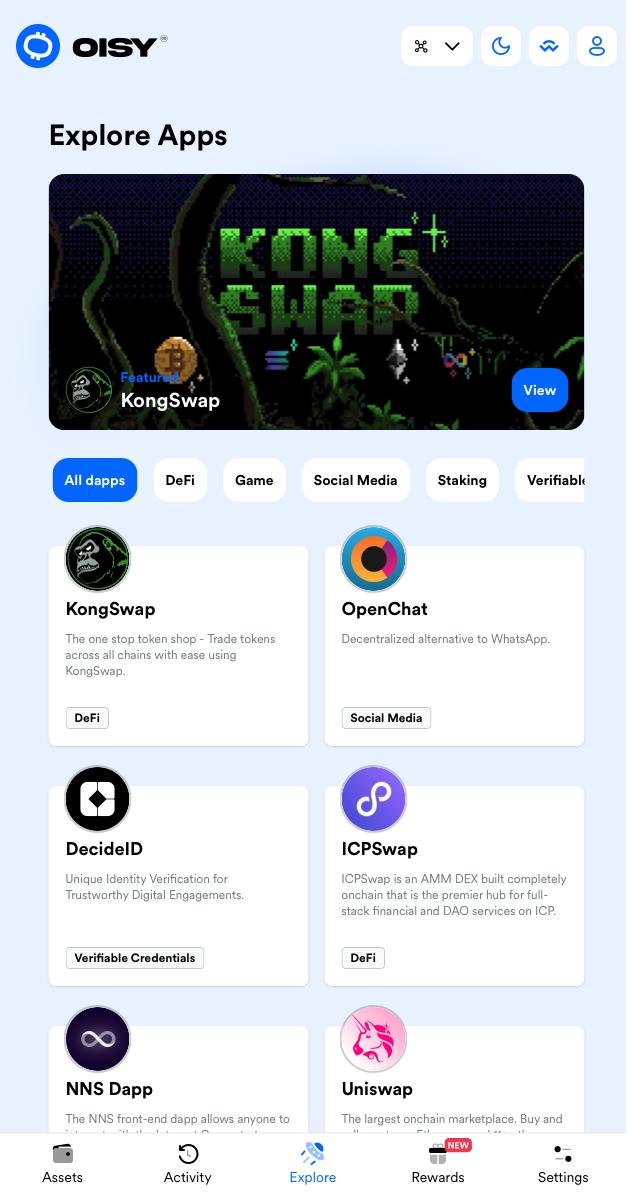 OISY
Explore Apps
KONG
SWAP
Featured
KongSwap
View
All dapps
DeFi
Game
Social Media
Staking
Verifiable
KongSwap
The one stop token shop - Trade tokens
across all chains with ease using
KongSwap.
DeFi
OpenChat
Decentralized alternative to WhatsApp.
Social Media
DecideID
Unique Identity Verification for
Trustworthy Digital Engagements.
Verifiable Credentials
ICPSwap
ICPSwap is an AMM DEX built completely
onchain that is the premier hub for full-
stack financial and DAO services on ICP.
DeFi
NNS Dapp
The NNS front-end dapp allows anyone to
Uniswap
The largest onchain marketplace. Buy and
Assets
Activity
Explore
NEW
Rewards
Settings